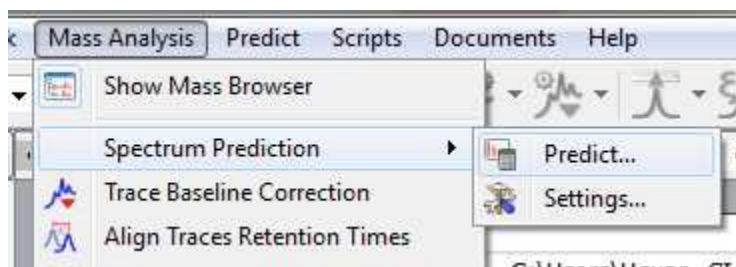 Mass Analysis Predict Scripts Documents Help
Show Mass Browser
Spectrum Prediction
Predict...
Trace Baseline Correction
Settings...
Align Traces Retention Times